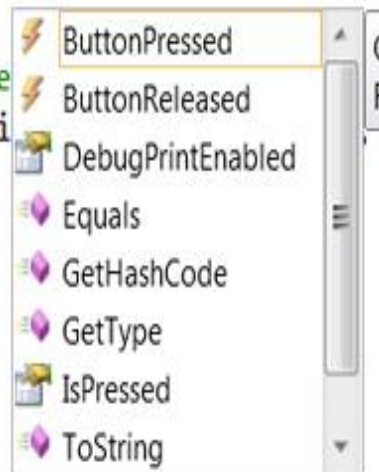 ButtonPressed
ButtonReleased
DebugPrintEnabled
Equals
GetHashCode
GetType
IsPressed
ToString